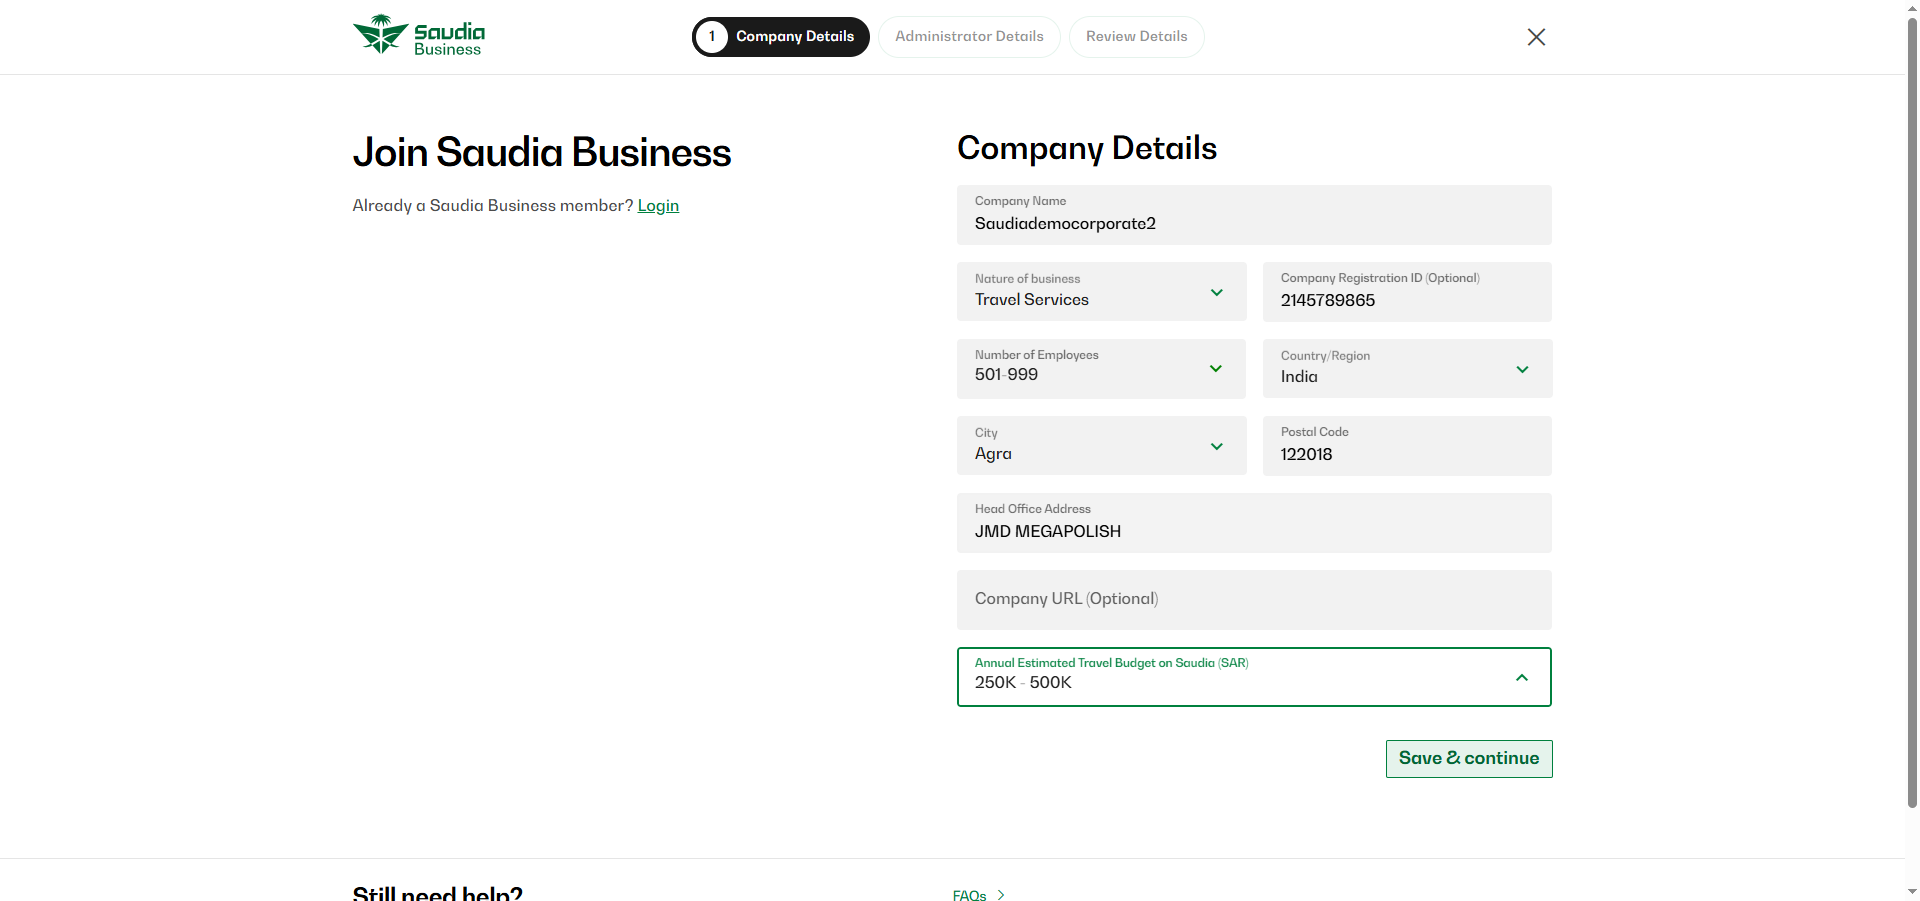 Saudia
Business
1 Company Details
Administrator Details
Review Details
Join Saudia Business
Already a Saudia Business member? Login
Company Details
Company Name
Saudiademocorporate2
Nature of business
Travel Services
Company Registration ID (Optional)
2145789865
Number of Employees
501-999
Country/Region
India
City
Agra
Postal Code
122018
Head Office Address
JMD MEGAPOLISH
Company URL (Optional)
Annual Estimated Travel Budget on Saudia (SAR)
250K - 500K
Save & continue
Still need help?
FAQs